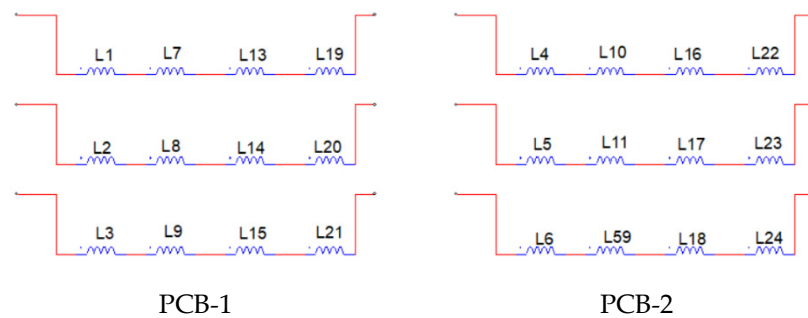 L1 L7 L13 L19 L4 L10 L16 L22
L2 L8 L14 L20 L5 L11 L17 L23
L3 L9 L15 L21 L6 L59 L18 L24
PCB-1 PCB-2